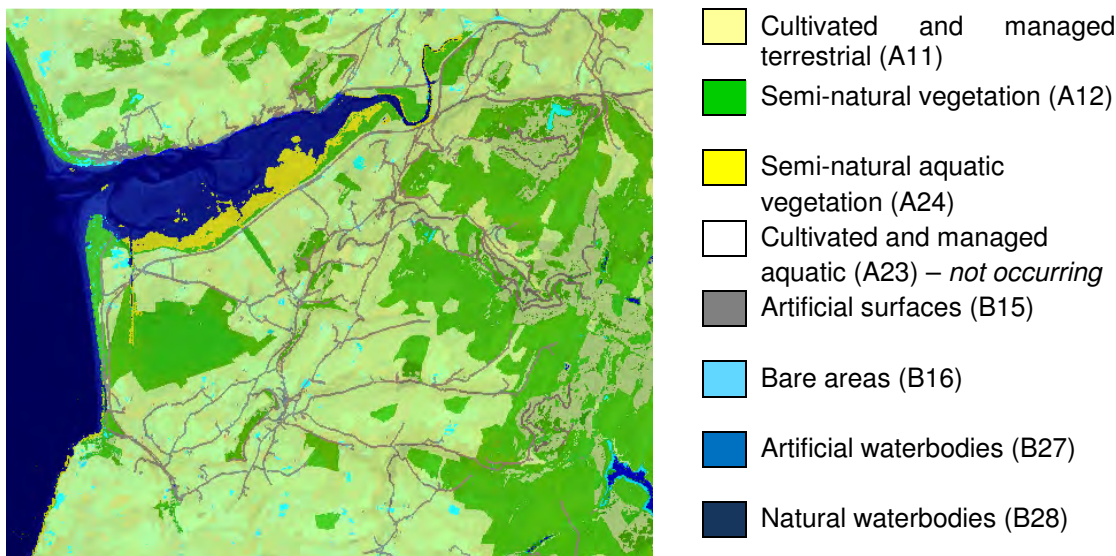 Cultivated and managed
terrestrial (A11)
Semi-natural vegetation (A12)
Semi-natural aquatic
vegetation (A24)
Cultivated and managed
aquatic (A23) – not occurring
Artificial surfaces (B15)
Bare areas (B16)
Artificial waterbodies (B27)
Natural waterbodies (B28)